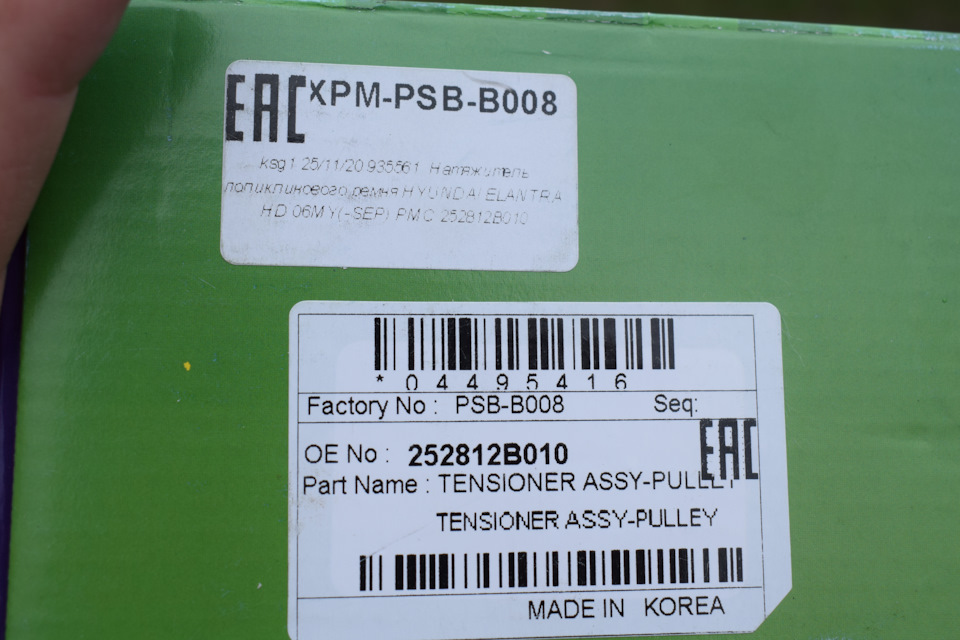 EAC XPM-PSB-B008
ksg1 25/11/20 935561 Натяжитель
поликлинового ремня HYUNDAI ELANTRA
HD 06MY(-SEP) PMC 252812B010
* 0 4 4 9 5 4 1 6
Factory No : PSB-B008 Seq:
EAC
OE No : 252812B010
Part Name : TENSIONER ASSY-PULLEY
TENSIONER ASSY-PULLEY
MADE IN KOREA